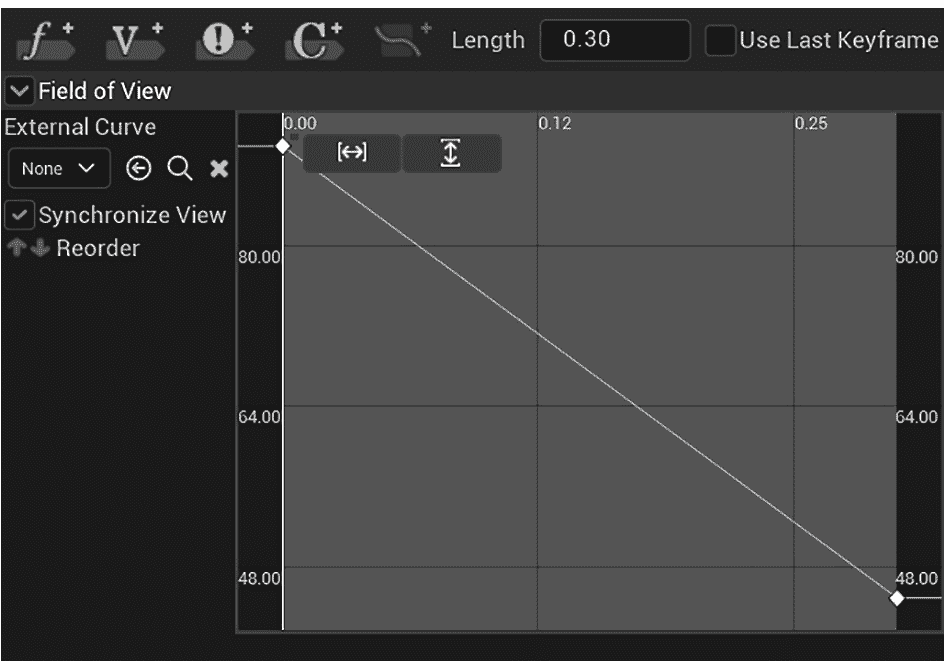 f+ V+ !+ C+ + Length 0.30 Use Last Keyframe
Field of View
External Curve
None
Synchronize View
Reorder
0.00 0.12 0.25
80.00 80.00
64.00 64.00
48.00 48.00